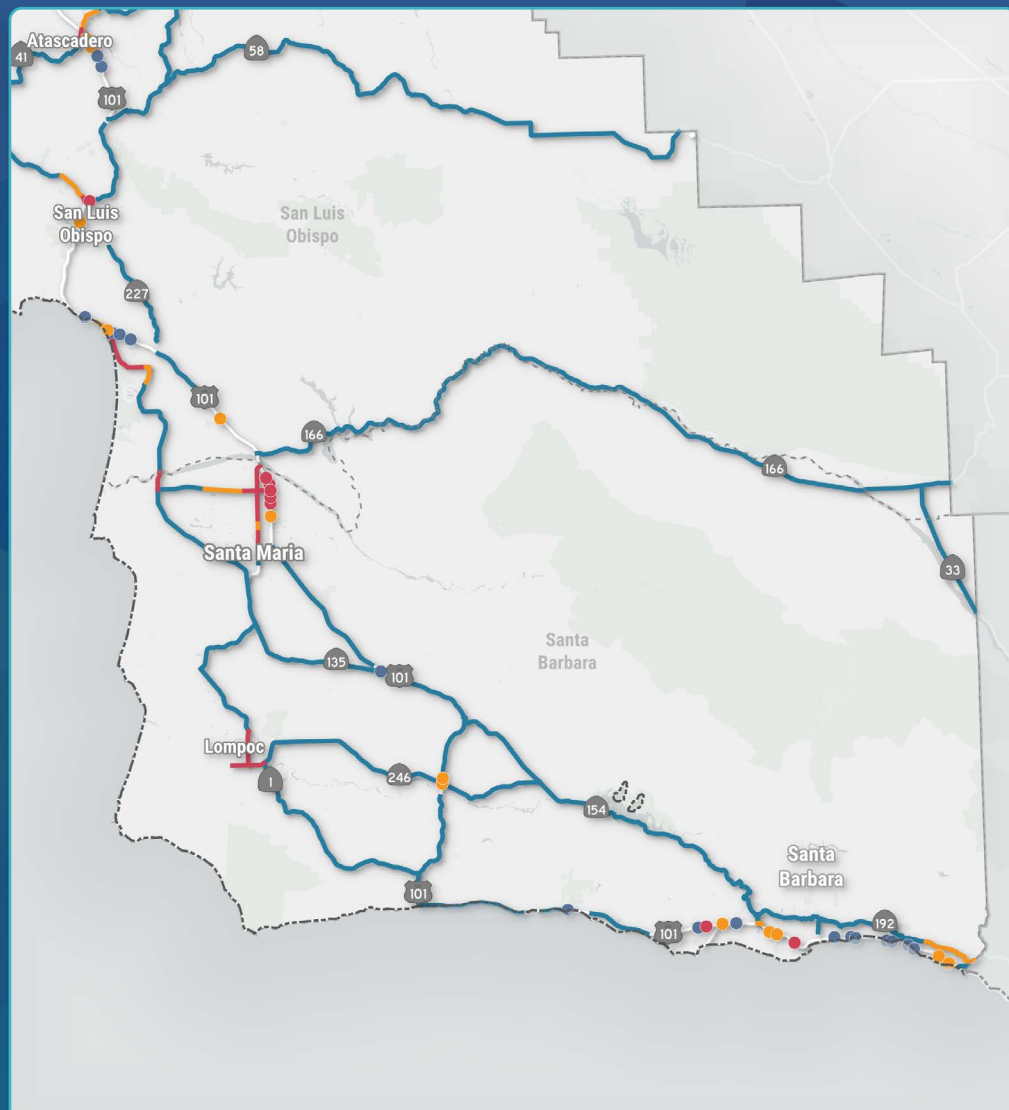 Atascadero
41
58
101
San Luis
Obispo
San Luis
Obispo
227
101
166
166
Santa Maria
33
Santa
Barbara
135
101
Lompoc
246
1
154
Santa
Barbara
101
192
101